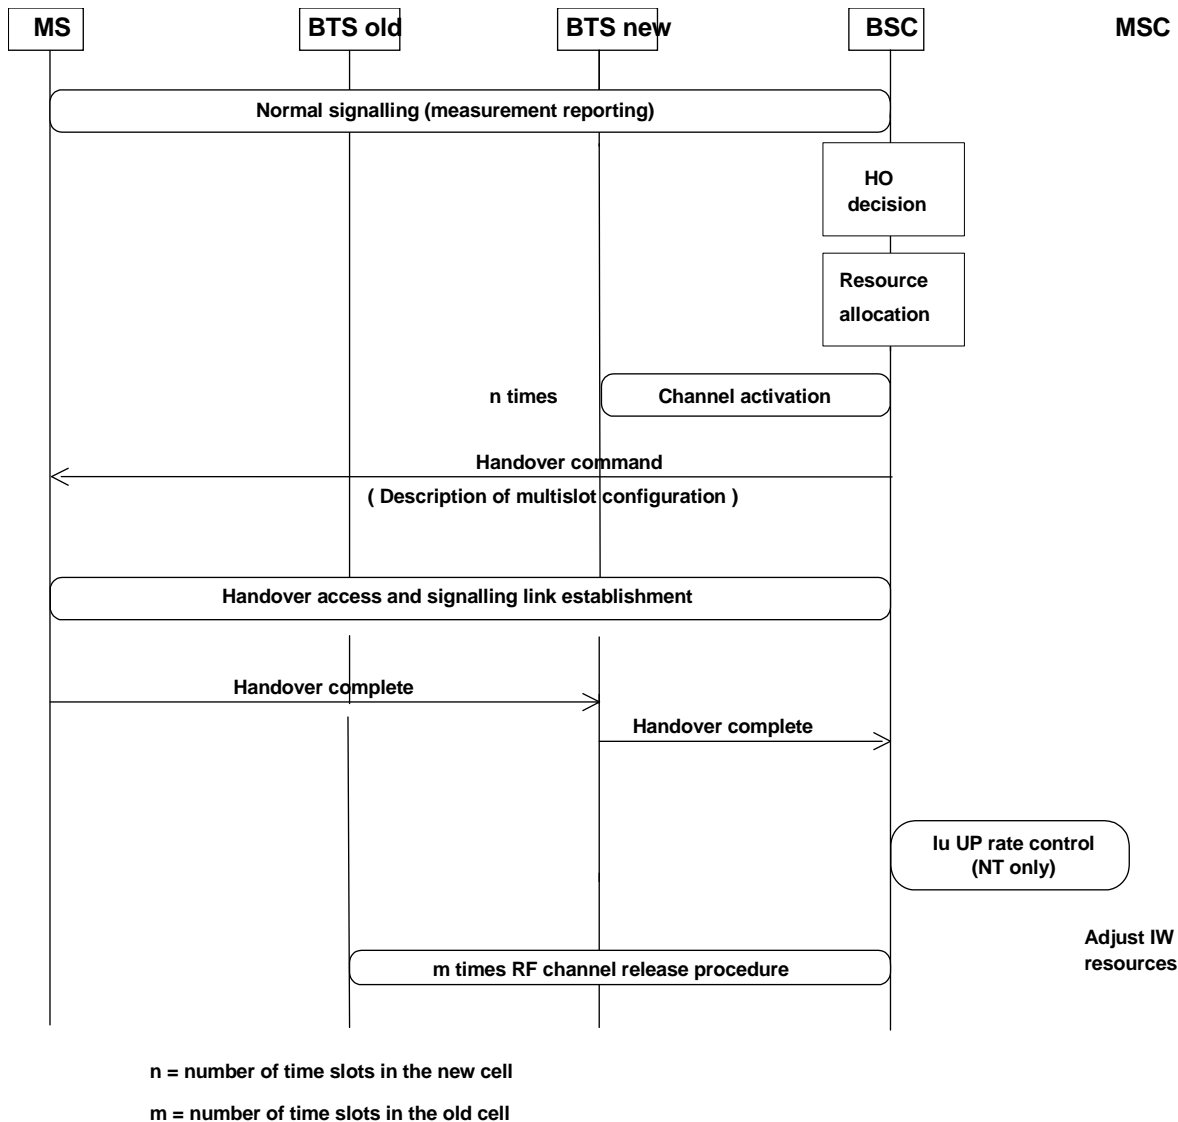 MS
BTS old
BTS new
BSC
MSC
Normal signalling (measurement reporting)
HO
decision
Resource
allocation
n times
Channel activation
Handover command
( Description of multislot configuration )
Handover access and signalling link establishment
Handover complete
Handover complete
Iu UP rate control
(NT only)
Adjust IW
resources
m times RF channel release procedure
n = number of time slots in the new cell
m = number of time slots in the old cell